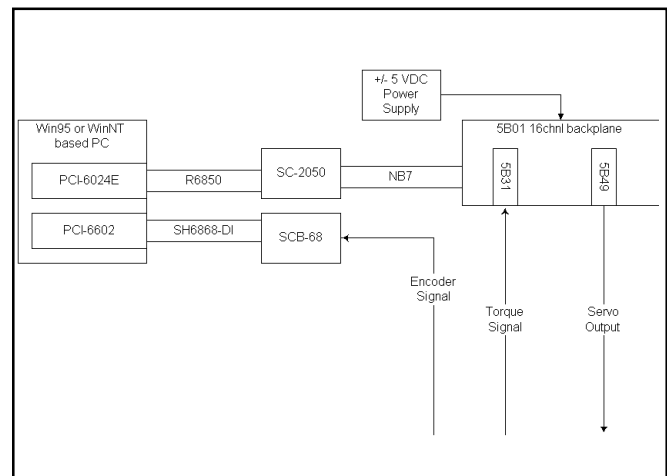 +/- 5 VDC
Power
Supply
Win95 or WinNT
based PC
5B01 16chnl backplane
PCI-6024E
R6850
SC-2050
NB7
5B31
5B49
PCI-6602
SH6868-DI
SCB-68
Encoder
Signal
Torque
Signal
Servo
Output